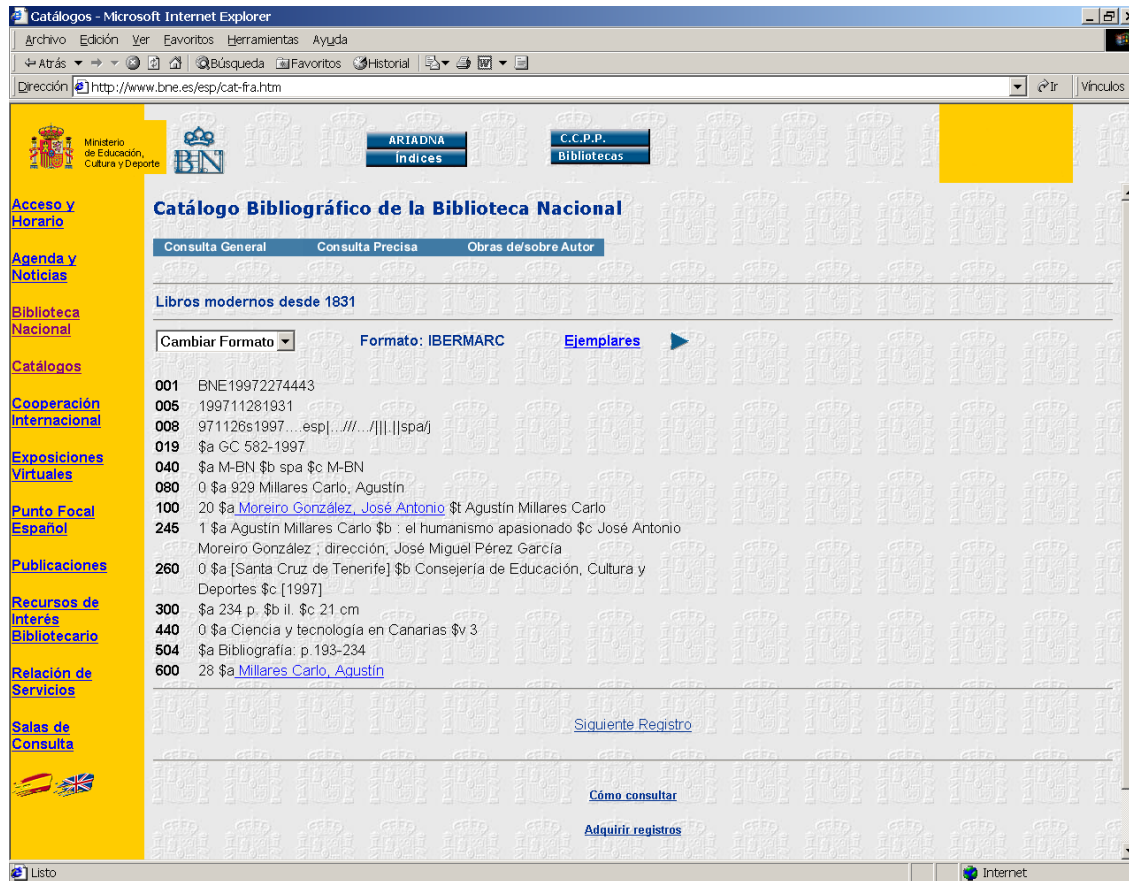 Catálogos - Microsoft Internet Explorer
Archivo Edición Ver Favoritos Herramientas Ayuda
Atrás Búsqueda Favoritos Historial
Dirección http://www.bne.es/esp/cat-fra.htm Ir Vínculos
Ministerio
de Educación,
Cultura y Deporte
BN
ARIADNA
Índices
C.C.P.P.
Bibliotecas
Acceso y
Horario
Agenda y
Noticias
Biblioteca
Nacional
Catálogos
Cooperación
Internacional
Exposiciones
Virtuales
Punto Focal
Español
Publicaciones
Recursos de
Interés
Bibliotecario
Relación de
Servicios
Salas de
Consulta
Catálogo Bibliográfico de la Biblioteca Nacional
Consulta General Consulta Precisa Obras de/sobre Autor
Libros modernos desde 1831
Cambiar Formato Formato: IBERMARC Ejemplares
001 BNE19972274443
005 199711281931
008 971126s1997....esp|...///.../|||.||spa/j
019 $a GC 582-1997
040 $a M-BN $b spa $c M-BN
080 0 $a 929 Millares Carlo, Agustín
100 20 $a Moreiro González, José Antonio $t Agustín Millares Carlo
245 1 $a Agustín Millares Carlo $b : el humanismo apasionado $c José Antonio
Moreiro González ; dirección, José Miguel Pérez García
260 0 $a [Santa Cruz de Tenerife] $b Consejería de Educación, Cultura y
Deportes $c [1997]
300 $a 234 p. $b il. $c 21 cm
440 0 $a Ciencia y tecnología en Canarias $v 3
504 $a Bibliografía: p.193-234
600 28 $a Millares Carlo, Agustín
Siguiente Registro
Cómo consultar
Adquirir registros
Listo Internet